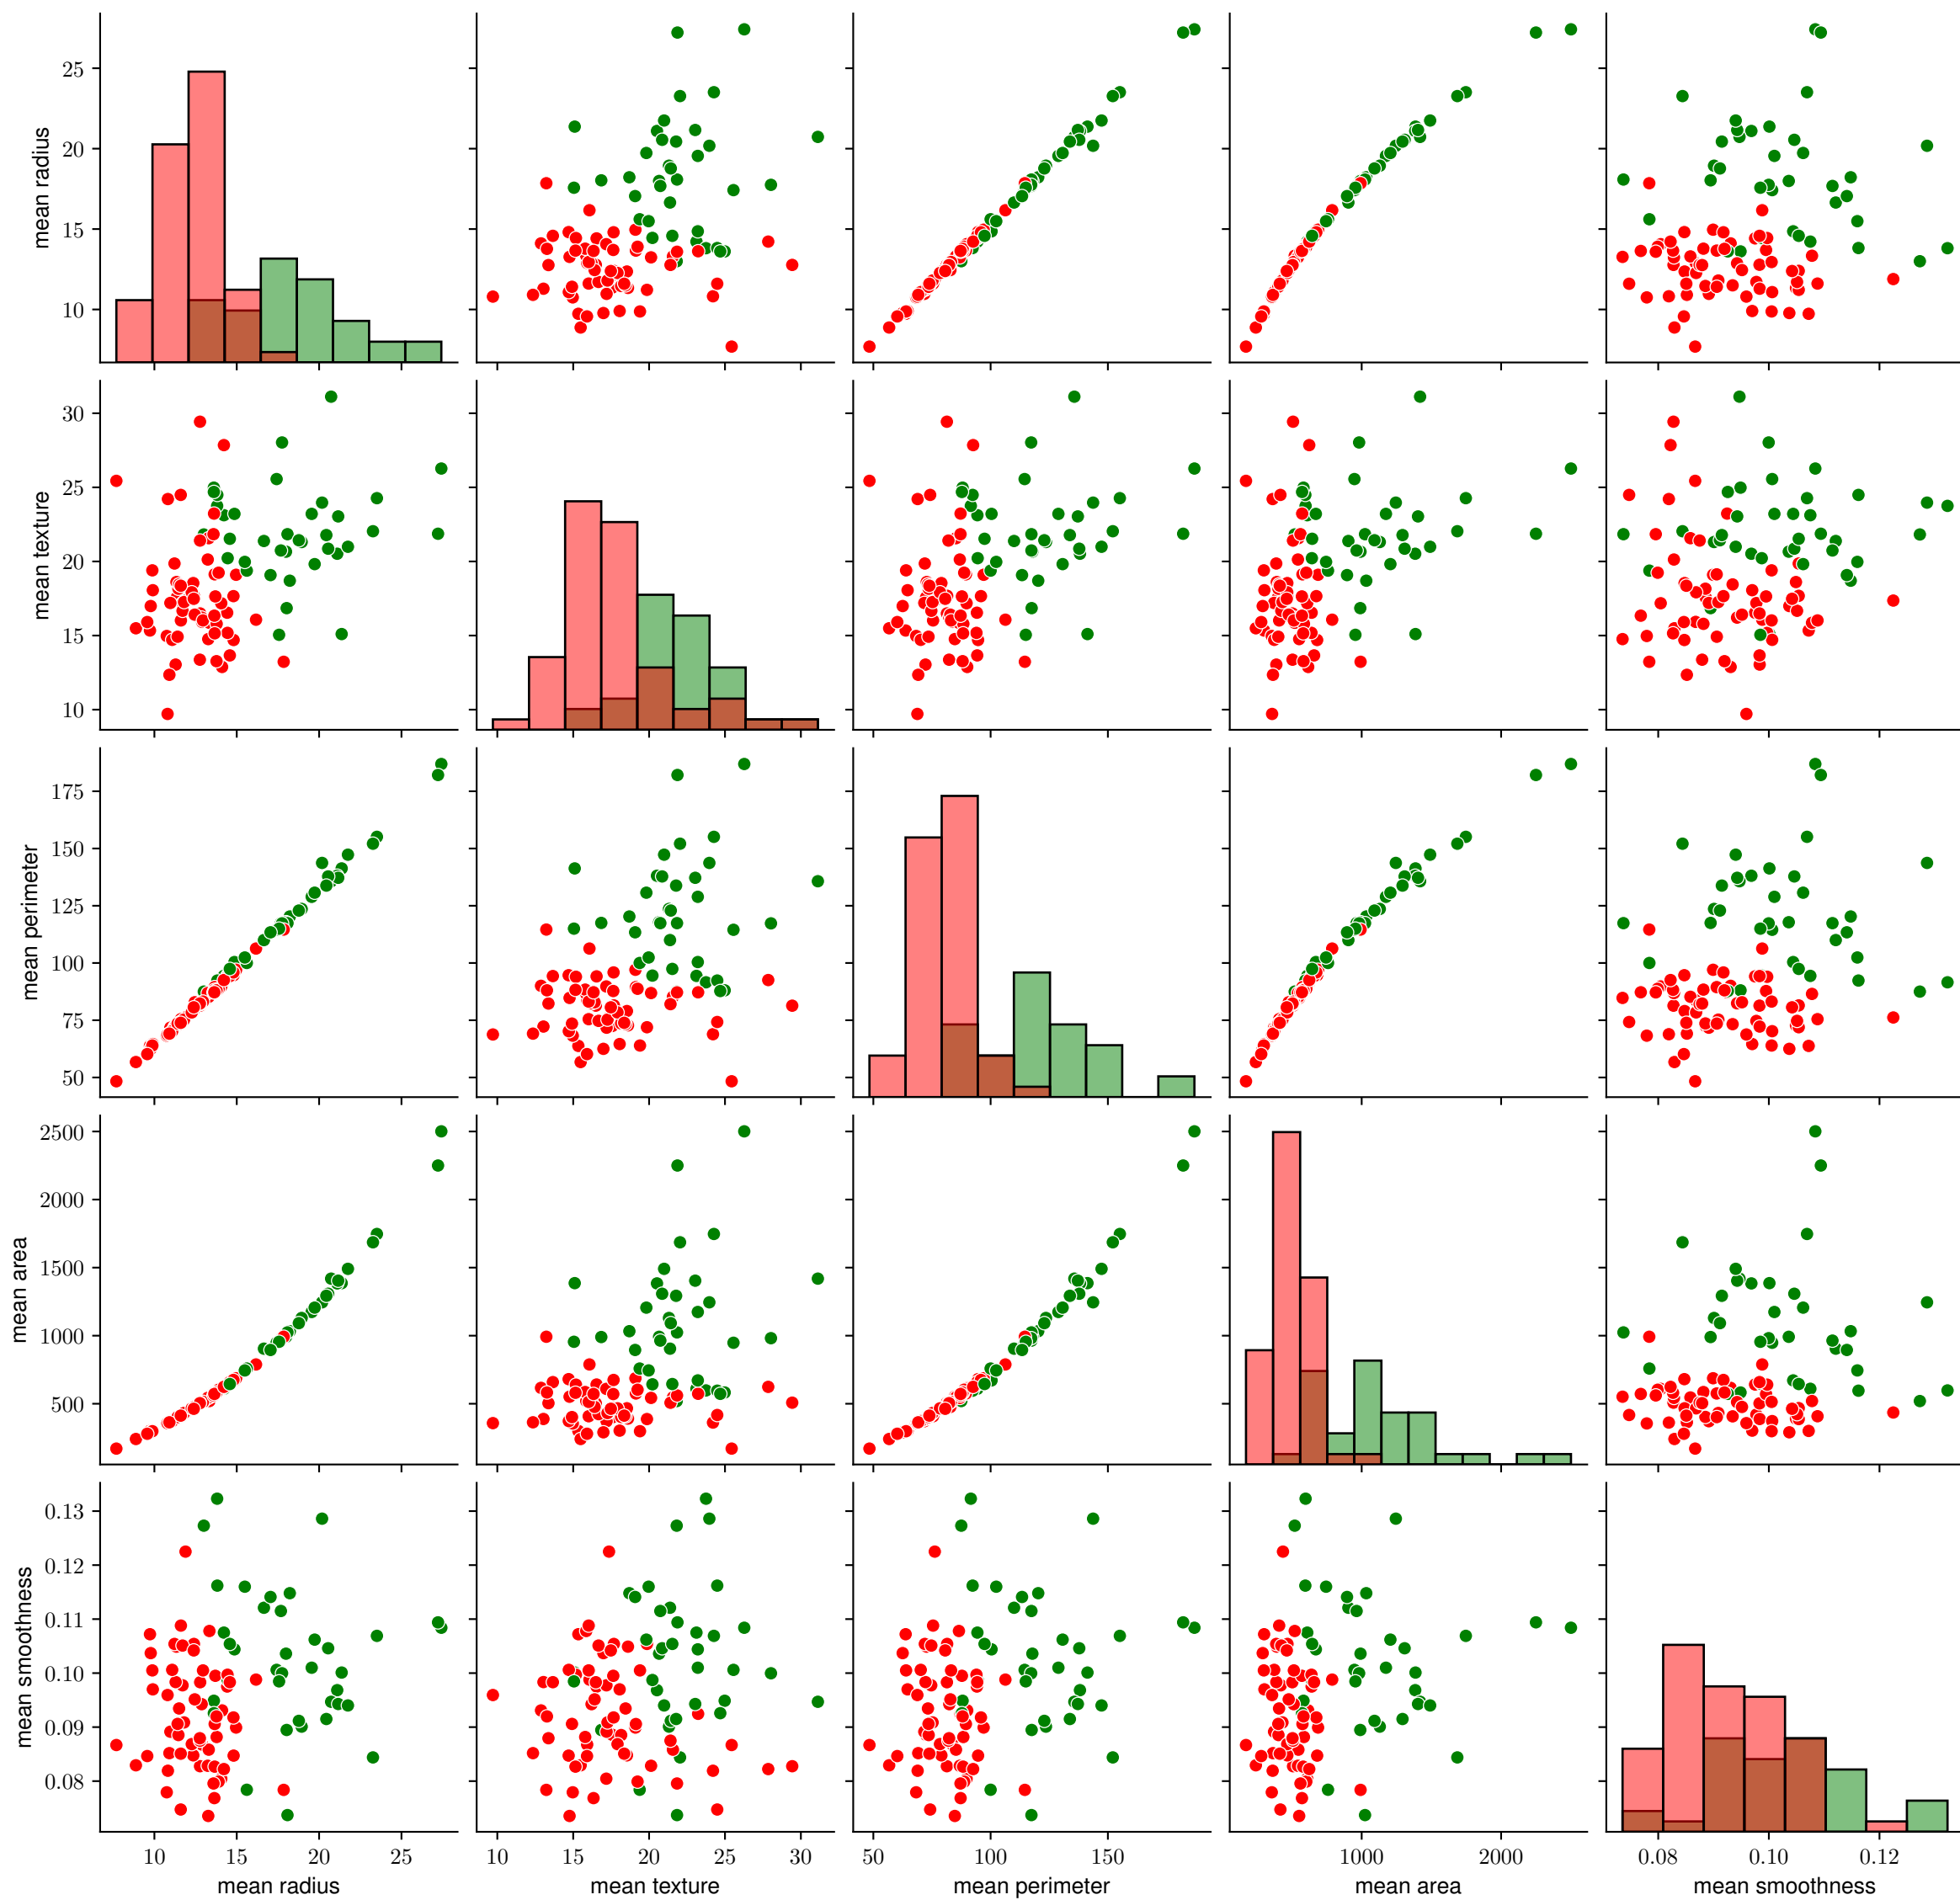 25
20
15
10
mean radius
30
25
20
15
10
mean texture
175
150
125
100
75
50
mean perimeter
2500
2000
1500
1000
500
mean area
0.13
0.12
0.11
0.10
0.09
0.08
mean smoothness
10 15 20 25
10 15 20 25 30
50 100 150
1000 2000
0.08 0.10 0.12
mean radius
mean texture
mean perimeter
mean area
mean smoothness